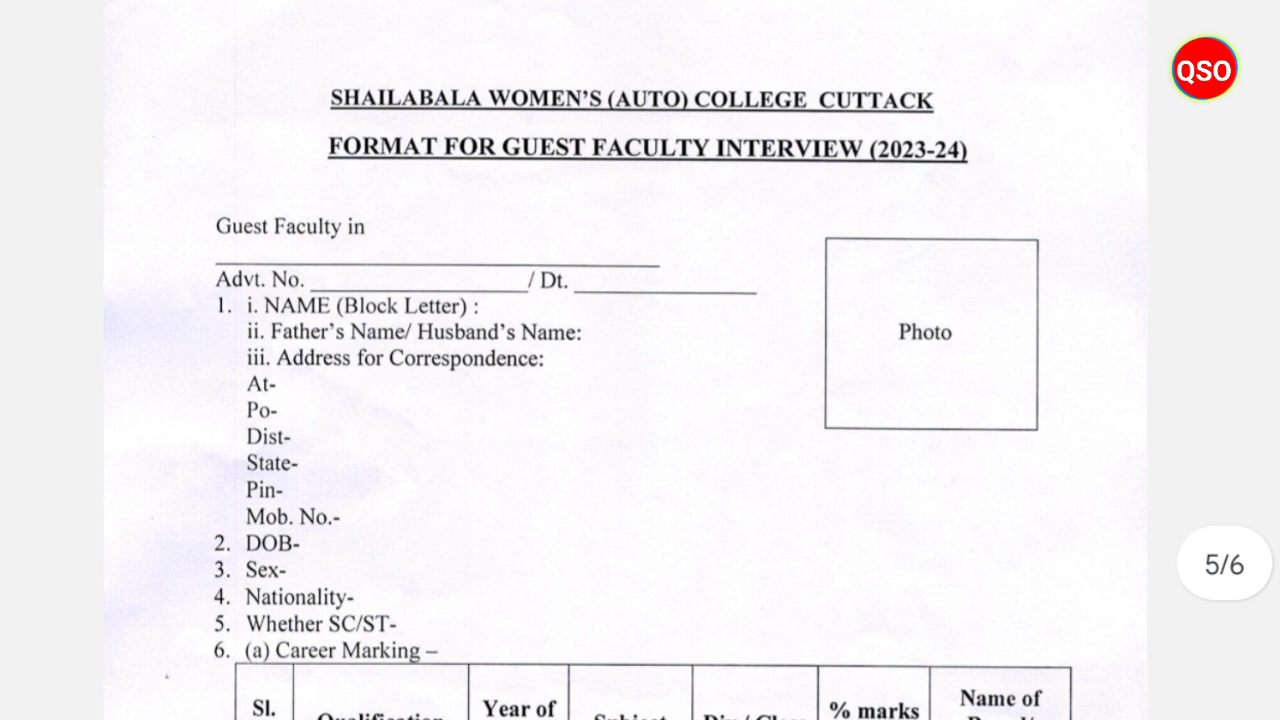 QSO
SHAILABALA WOMEN'S (AUTO) COLLEGE CUTTACK
FORMAT FOR GUEST FACULTY INTERVIEW (2023-24)
Guest Faculty in
Advt. No. ____________________ / Dt. ____________________
Photo
1. i. NAME (Block Letter) :
ii. Father's Name/ Husband's Name:
iii. Address for Correspondence:
At-
Po-
Dist-
State-
Pin-
Mob. No.-
2. DOB-
3. Sex-
4. Nationality-
5. Whether SC/ST-
6. (a) Career Marking –
Sl. Year of % marks Name of
5/6